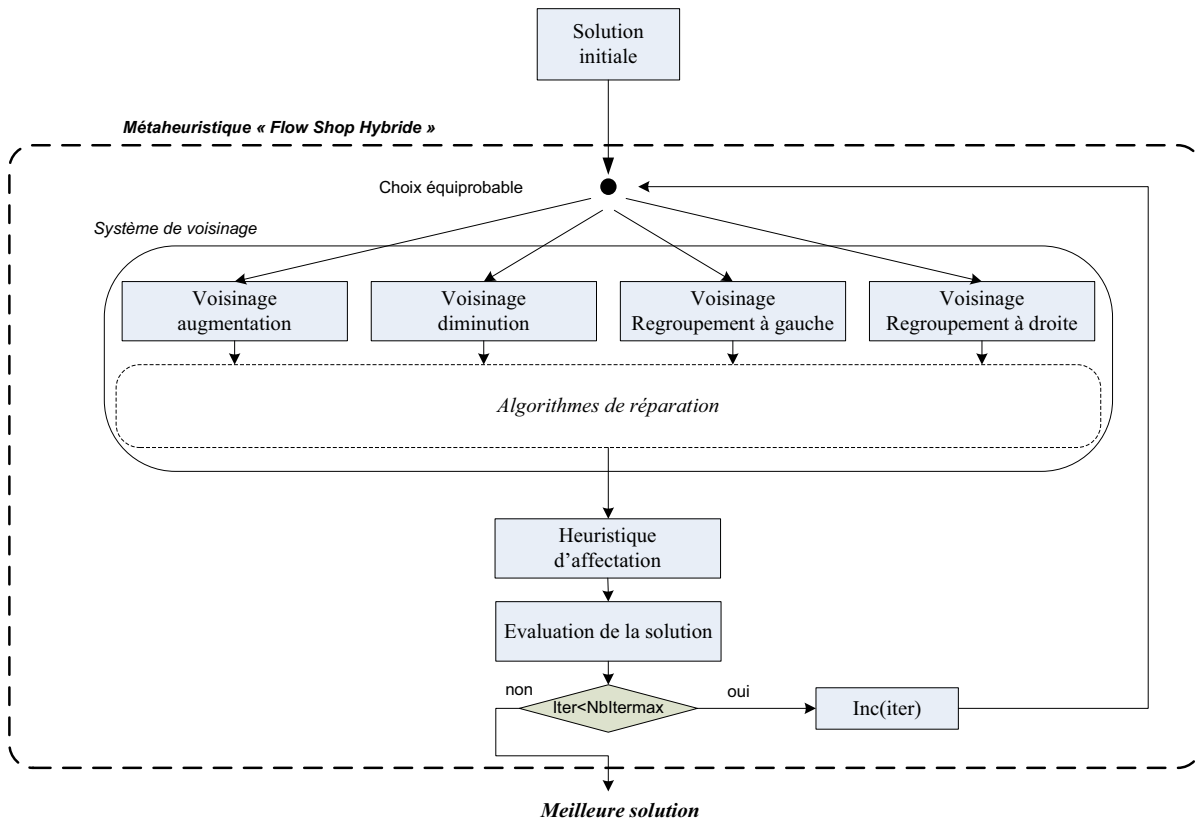 Solution
initiale
Métaheuristique « Flow Shop Hybride »
Choix équiprobable
Système de voisinage
Voisinage
augmentation
Voisinage
diminution
Voisinage
Regroupement à gauche
Voisinage
Regroupement à droite
Algorithmes de réparation
Heuristique
d’affectation
Evaluation de la solution
non
Iter<NbItermax
oui
Inc(iter)
Meilleure solution